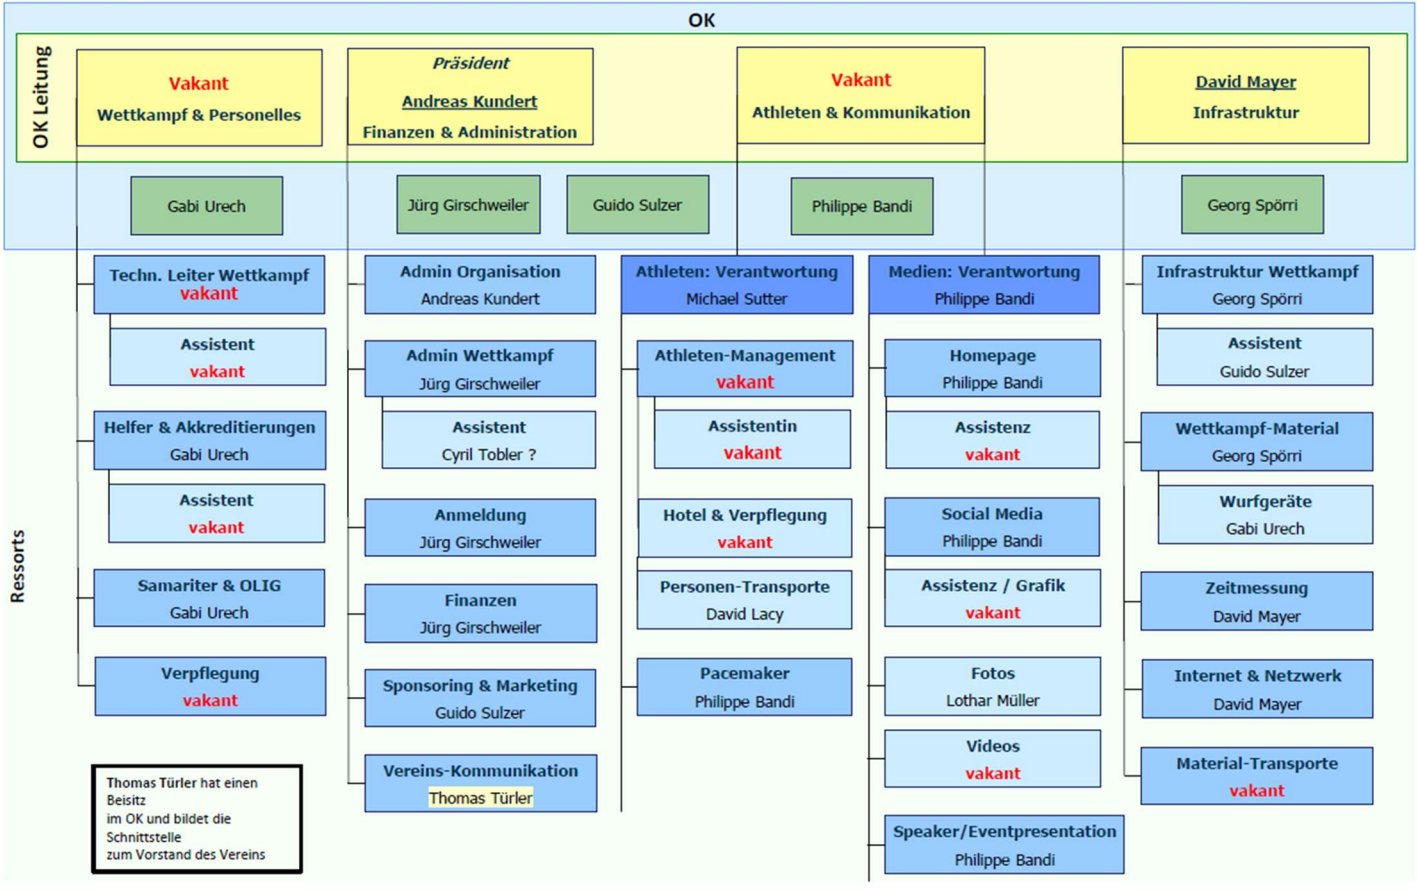 OK
OK Leitung
Vakant
Wettkampf & Personelles
Präsident
Andreas Kundert
Finanzen & Administration
Vakant
Athleten & Kommunikation
David Mayer
Infrastruktur
Gabi Urech
Jürg Girschweiler
Guido Sulzer
Philippe Bandi
Georg Spörri
Ressorts
Techn. Leiter Wettkampf
vakant
Assistent
vakant
Helfer & Akkreditierungen
Gabi Urech
Assistent
vakant
Samariter & OLIG
Gabi Urech
Verpflegung
vakant
Admin Organisation
Andreas Kundert
Admin Wettkampf
Jürg Girschweiler
Assistent
Cyril Tobler ?
Anmeldung
Jürg Girschweiler
Finanzen
Jürg Girschweiler
Sponsoring & Marketing
Guido Sulzer
Vereins-Kommunikation
Thomas Türler
Athleten: Verantwortung
Michael Sutter
Athleten-Management
vakant
Assistentin
vakant
Hotel & Verpflegung
vakant
Personen-Transporte
David Lacy
Pacemaker
Philippe Bandi
Medien: Verantwortung
Philippe Bandi
Homepage
Philippe Bandi
Assistenz
vakant
Social Media
Philippe Bandi
Assistenz / Grafik
vakant
Fotos
Lothar Müller
Videos
vakant
Speaker/Eventpresentation
Philippe Bandi
Infrastruktur Wettkampf
Georg Spörri
Assistent
Guido Sulzer
Wettkampf-Material
Georg Spörri
Wurfgeräte
Gabi Urech
Zeitmessung
David Mayer
Internet & Netzwerk
David Mayer
Material-Transporte
vakant
Thomas Türler hat einen
Beisitz
im OK und bildet die
Schnittstelle
zum Vorstand des Vereins